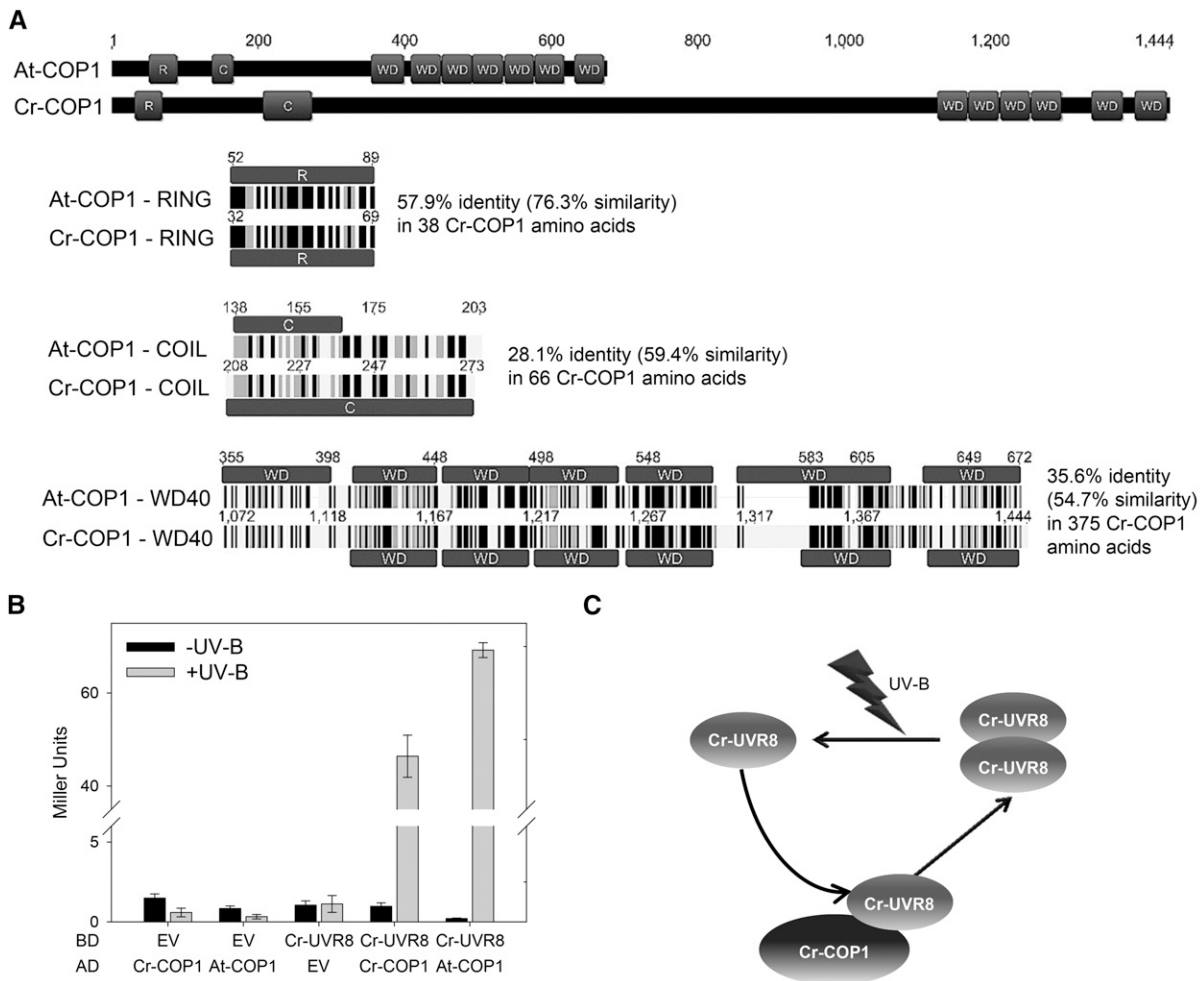 A
1 200 400 600 800 1,000 1,200 1,444
At-COP1 R C WD WD WD WD WD WD WD
Cr-COP1 R C WD WD WD WD WD WD
52 89
R
At-COP1 - RING
32 69
Cr-COP1 - RING
R
57.9% identity (76.3% similarity)
in 38 Cr-COP1 amino acids
138 155 175 203
C
At-COP1 - COIL
208 227 247 273
Cr-COP1 - COIL
C
28.1% identity (59.4% similarity)
in 66 Cr-COP1 amino acids
355 398 448 498 548 583 605 649 672
WD WD WD WD WD WD WD
At-COP1 - WD40
1,072 1,118 1,167 1,217 1,267 1,317 1,367 1,444
Cr-COP1 - WD40
WD WD WD WD WD WD
35.6% identity
(54.7% similarity)
in 375 Cr-COP1
amino acids
B
-UV-B
+UV-B
Miller Units
60
40
5
0
BD EV EV Cr-UVR8 Cr-UVR8 Cr-UVR8
AD Cr-COP1 At-COP1 EV Cr-COP1 At-COP1
C
UV-B
Cr-UVR8
Cr-UVR8
Cr-UVR8
Cr-UVR8
Cr-COP1